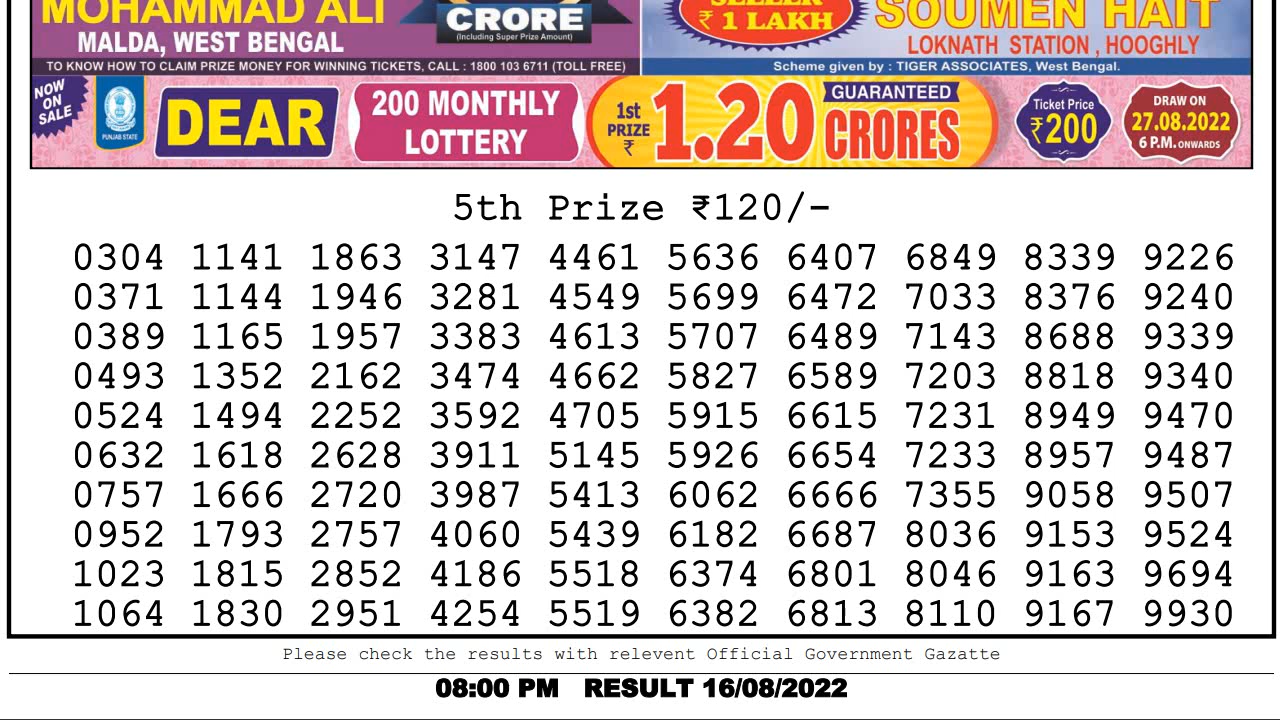 MOHAMMAD ALI
MALDA, WEST BENGAL
CRORE
(Including Super Prize Amount)
TO KNOW HOW TO CLAIM PRIZE MONEY FOR WINNING TICKETS, CALL : 1800 103 6711 (TOLL FREE)
₹ 1 LAKH
SOUMEN HAIT
LOKNATH STATION , HOOGHLY
Scheme given by : TIGER ASSOCIATES, West Bengal.
NOW
ON
SALE
PUNJAB STATE
DEAR
200 MONTHLY
LOTTERY
1st
PRIZE
₹
1.20
GUARANTEED
CRORES
Ticket Price
₹200
DRAW ON
27.08.2022
6 P.M. ONWARDS
5th Prize ₹120/-
0304 1141 1863 3147 4461 5636 6407 6849 8339 9226
0371 1144 1946 3281 4549 5699 6472 7033 8376 9240
0389 1165 1957 3383 4613 5707 6489 7143 8688 9339
0493 1352 2162 3474 4662 5827 6589 7203 8818 9340
0524 1494 2252 3592 4705 5915 6615 7231 8949 9470
0632 1618 2628 3911 5145 5926 6654 7233 8957 9487
0757 1666 2720 3987 5413 6062 6666 7355 9058 9507
0952 1793 2757 4060 5439 6182 6687 8036 9153 9524
1023 1815 2852 4186 5518 6374 6801 8046 9163 9694
1064 1830 2951 4254 5519 6382 6813 8110 9167 9930
Please check the results with relevent Official Government Gazatte
08:00 PM RESULT 16/08/2022